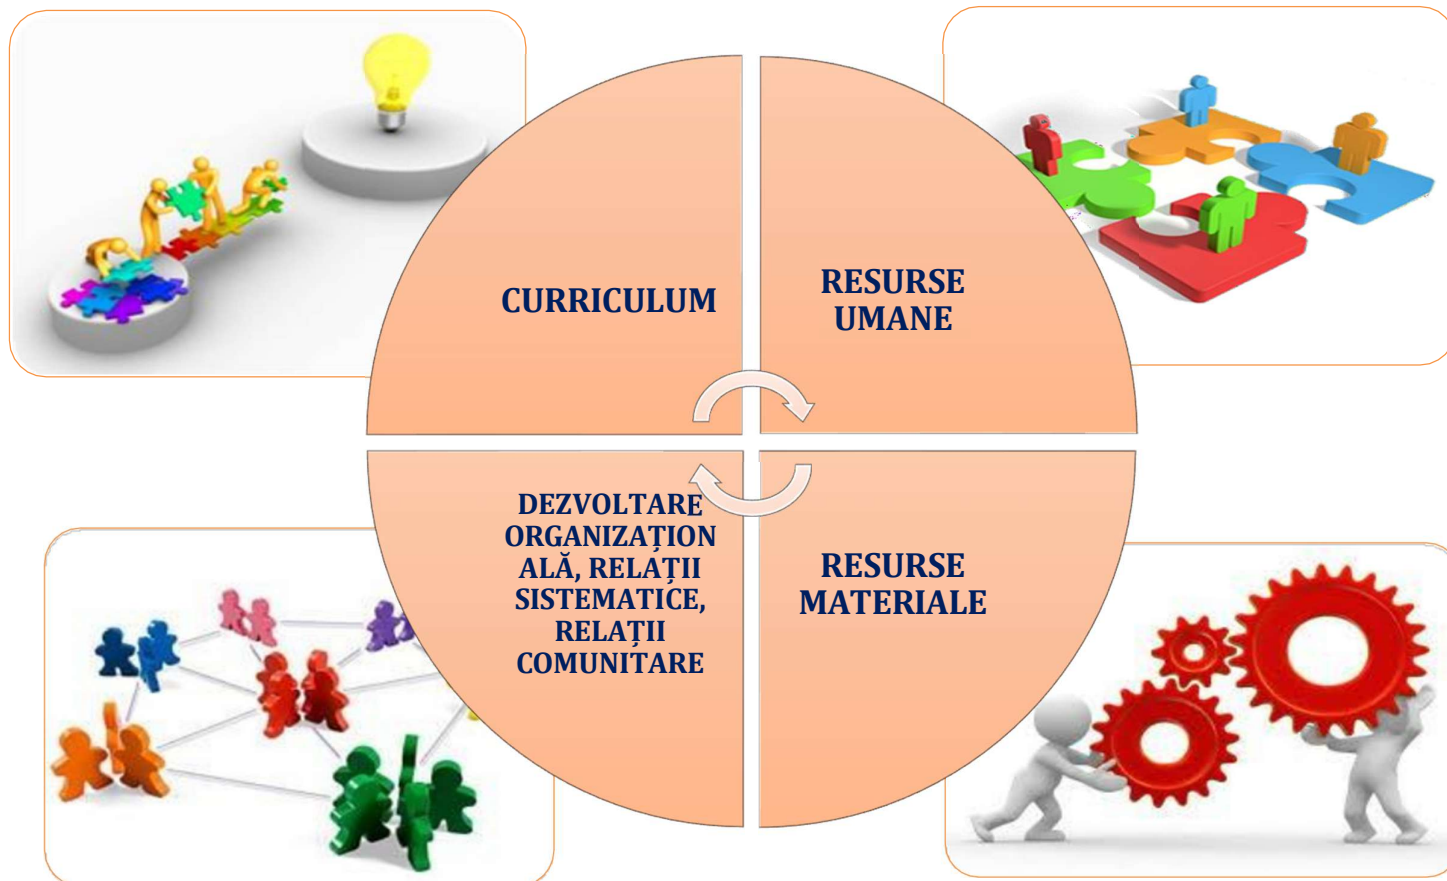 CURRICULUM
RESURSE
UMANE
DEZVOLTARE
ORGANIZAȚION
ALĂ, RELAȚII
SISTEMATICE,
RELAȚII
COMUNITARE
RESURSE
MATERIALE